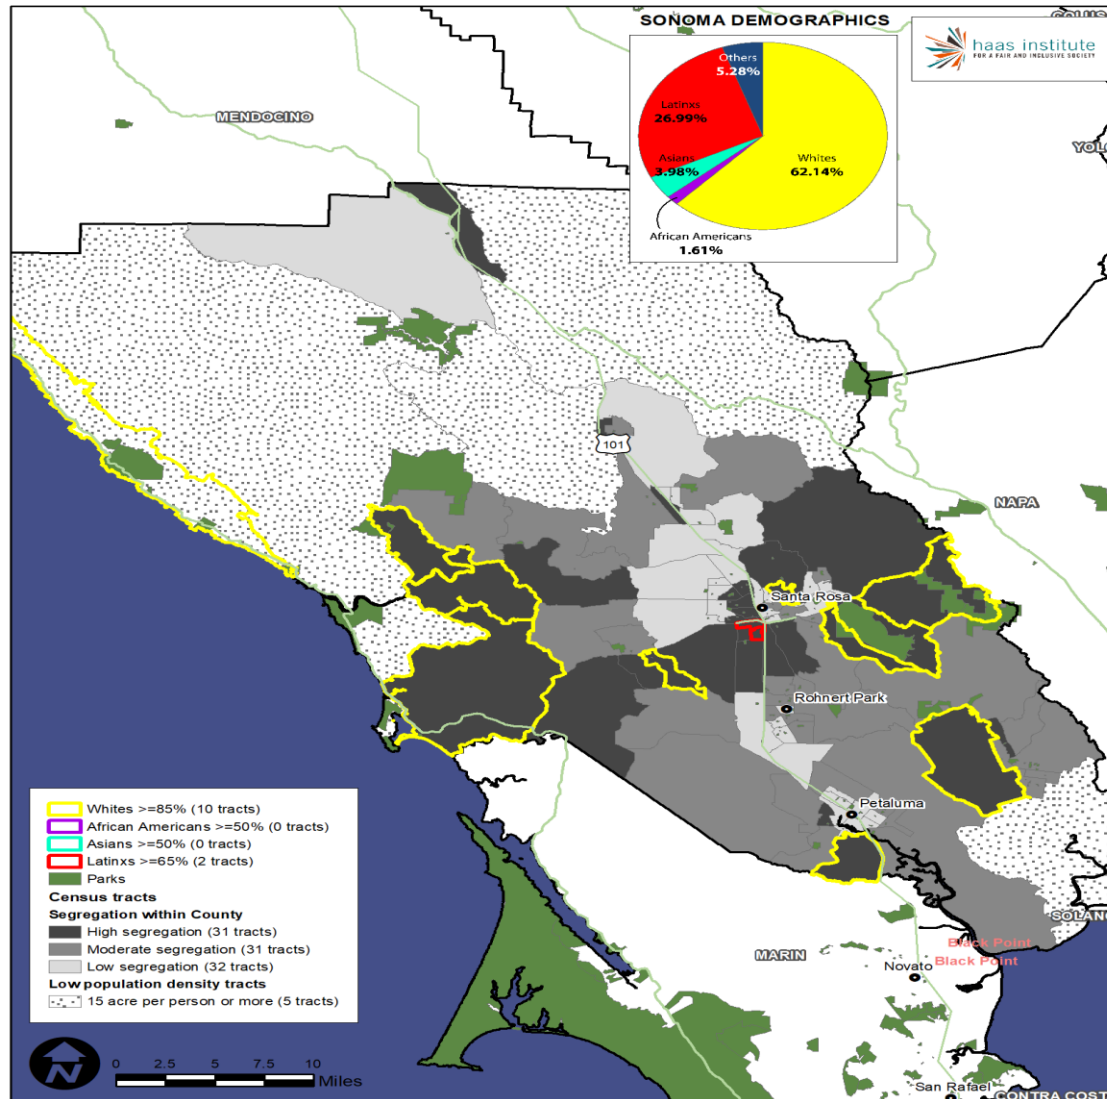 SONOMA DEMOGRAPHICS
haas institute
FOR A FAIR AND INCLUSIVE SOCIETY
Others
5.28%
Latinxs
26.99%
Asians
3.98%
Whites
62.14%
African Americans
1.61%
MENDOCINO
101
NAPA
Santa Rosa
Rohnert Park
Petaluma
MARIN
Black Point
Black Point
Novato
San Rafael
Whites >=85% (10 tracts)
African Americans >=50% (0 tracts)
Asians >=50% (0 tracts)
Latinxs >=65% (2 tracts)
Parks
Census tracts
Segregation within County
High segregation (31 tracts)
Moderate segregation (31 tracts)
Low segregation (32 tracts)
Low population density tracts
15 acre per person or more (5 tracts)
N
0 2.5 5 7.5 10
Miles
SOLANO
CONTRA COST